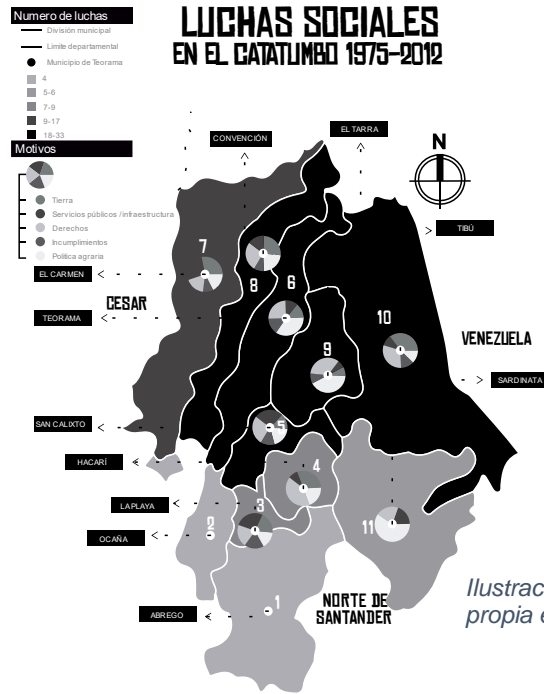 LUCHAS SOCIALES
EN EL CATATUMBO 1975-2012
Numero de luchas
División municipal
Limite departamental
Municipio de Teorama
4
5-6
7-9
9-17
18-33
Motivos
Tierra
Servicios públicos /infraestructura
Derechos
Incumplimientos
Política agraria
CONVENCIÓN
EL TARRA
N
TIBÚ
7
8
6
EL CARMEN
CESAR
10
TEORAMA
VENEZUELA
9
SARDINATA
SAN CALIXTO
5
HACARÍ
4
LA PLAYA
3
2
11
OCAÑA
1
NORTE DE
SANTANDER
ABREGO
Ilustrac
propia e